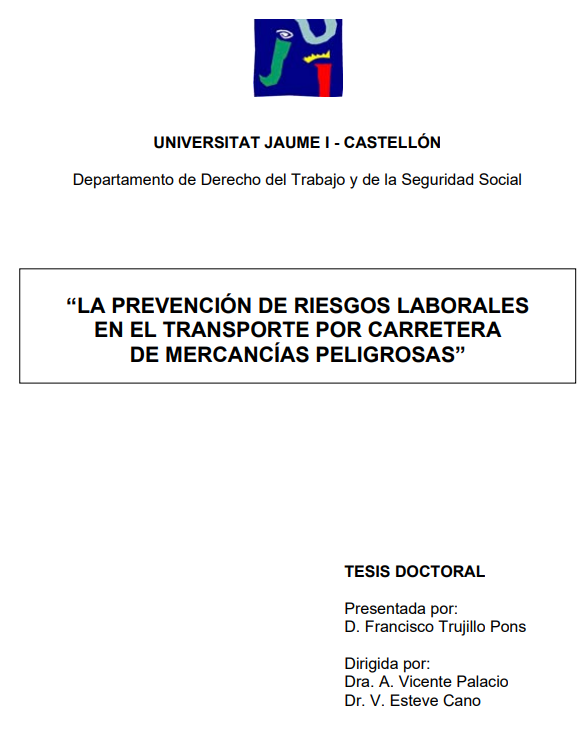 UNIVERSITAT JAUME I - CASTELLÓN
Departamento de Derecho del Trabajo y de la Seguridad Social
“LA PREVENCIÓN DE RIESGOS LABORALES
EN EL TRANSPORTE POR CARRETERA
DE MERCANCÍAS PELIGROSAS”
TESIS DOCTORAL
Presentada por:
D. Francisco Trujillo Pons
Dirigida por:
Dra. A. Vicente Palacio
Dr. V. Esteve Cano